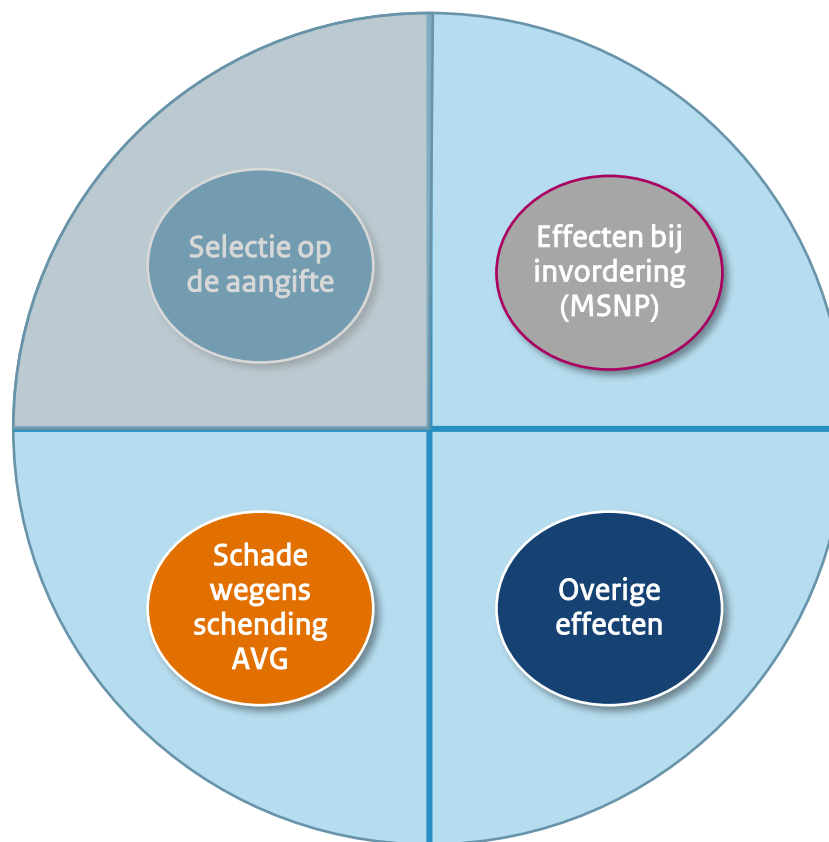 Selectie op
de aangifte
Effecten bij
invordering
(MSNP)
Schade
wegens
schending
AVG
Overige
effecten